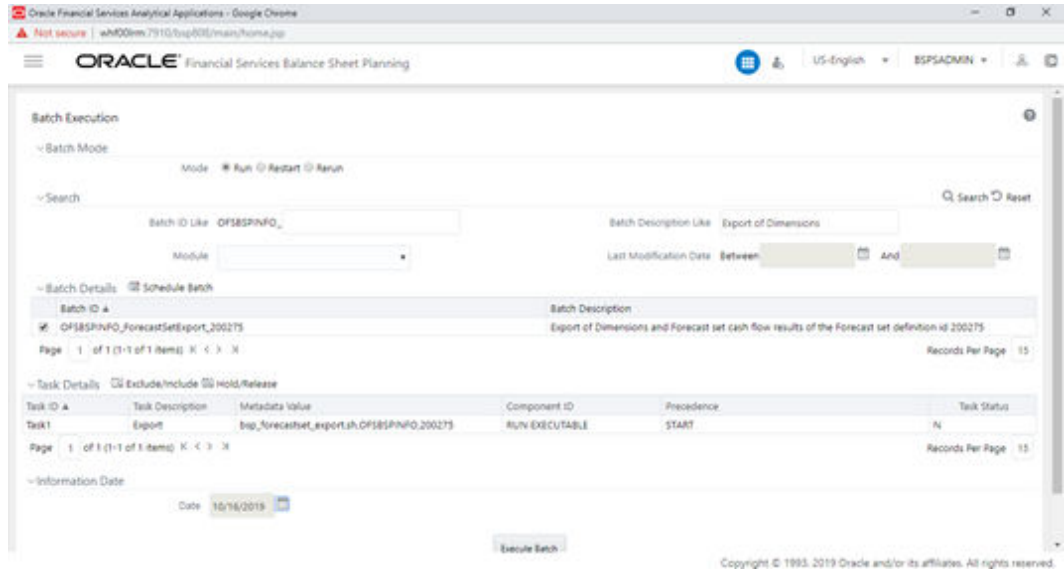 Oracle Financial Services Analytical Applications - Google Chrome
Not secure | whf00lrm:7910/bsp808/main/home.jsp
ORACLE Financial Services Balance Sheet Planning US-English BSPSADMIN
Batch Execution
Batch Mode
Mode Run Restart Rerun
Search Search Reset
Batch ID Like OFSBSPINFO_ Batch Description Like Export of Dimensions
Module Last Modification Date Between And
Batch Details Schedule Batch
Batch ID Batch Description
OFSBSPINFO_ForecastSetExport_200275 Export of Dimensions and Forecast set cash flow results of the Forecast set definition id 200275
Page 1 of 1 (1-1 of 1 items) Records Per Page 15
Task Details Exclude/Include Hold/Release
Task ID Task Description Metadata Value Component ID Precedence Task Status
Task1 Export bsp_forecastset_export.sh,OFSBSPINFO,200275 RUN EXECUTABLE START N
Page 1 of 1 (1-1 of 1 items) Records Per Page 15
Information Date
Date 10/16/2019
Execute Batch
Copyright © 1993, 2019 Oracle and/or its affiliates. All rights reserved.